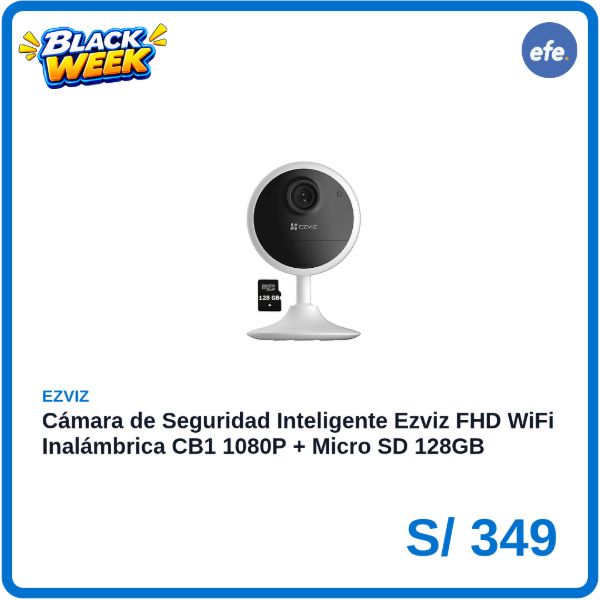 BLACK
WEEK
efe.
EZVIZ
microSD
128 GB
EZVIZ
Cámara de Seguridad Inteligente Ezviz FHD WiFi
Inalámbrica CB1 1080P + Micro SD 128GB
S/ 349